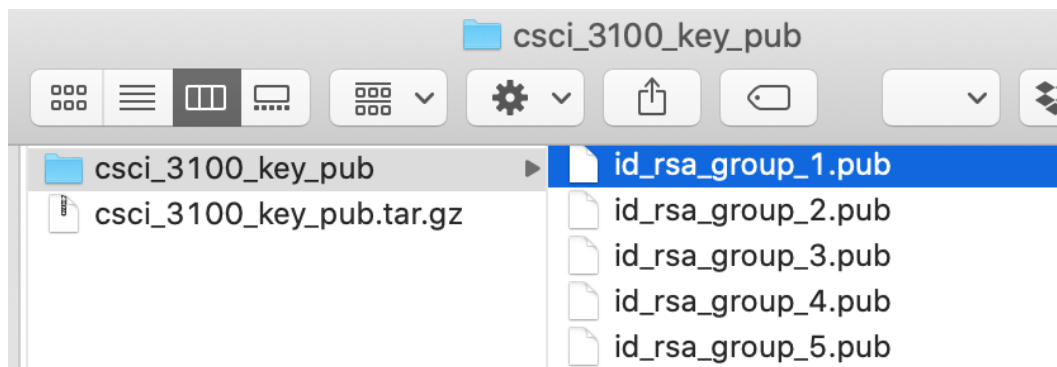 csci_3100_key_pub
csci_3100_key_pub
csci_3100_key_pub.tar.gz
id_rsa_group_1.pub
id_rsa_group_2.pub
id_rsa_group_3.pub
id_rsa_group_4.pub
id_rsa_group_5.pub